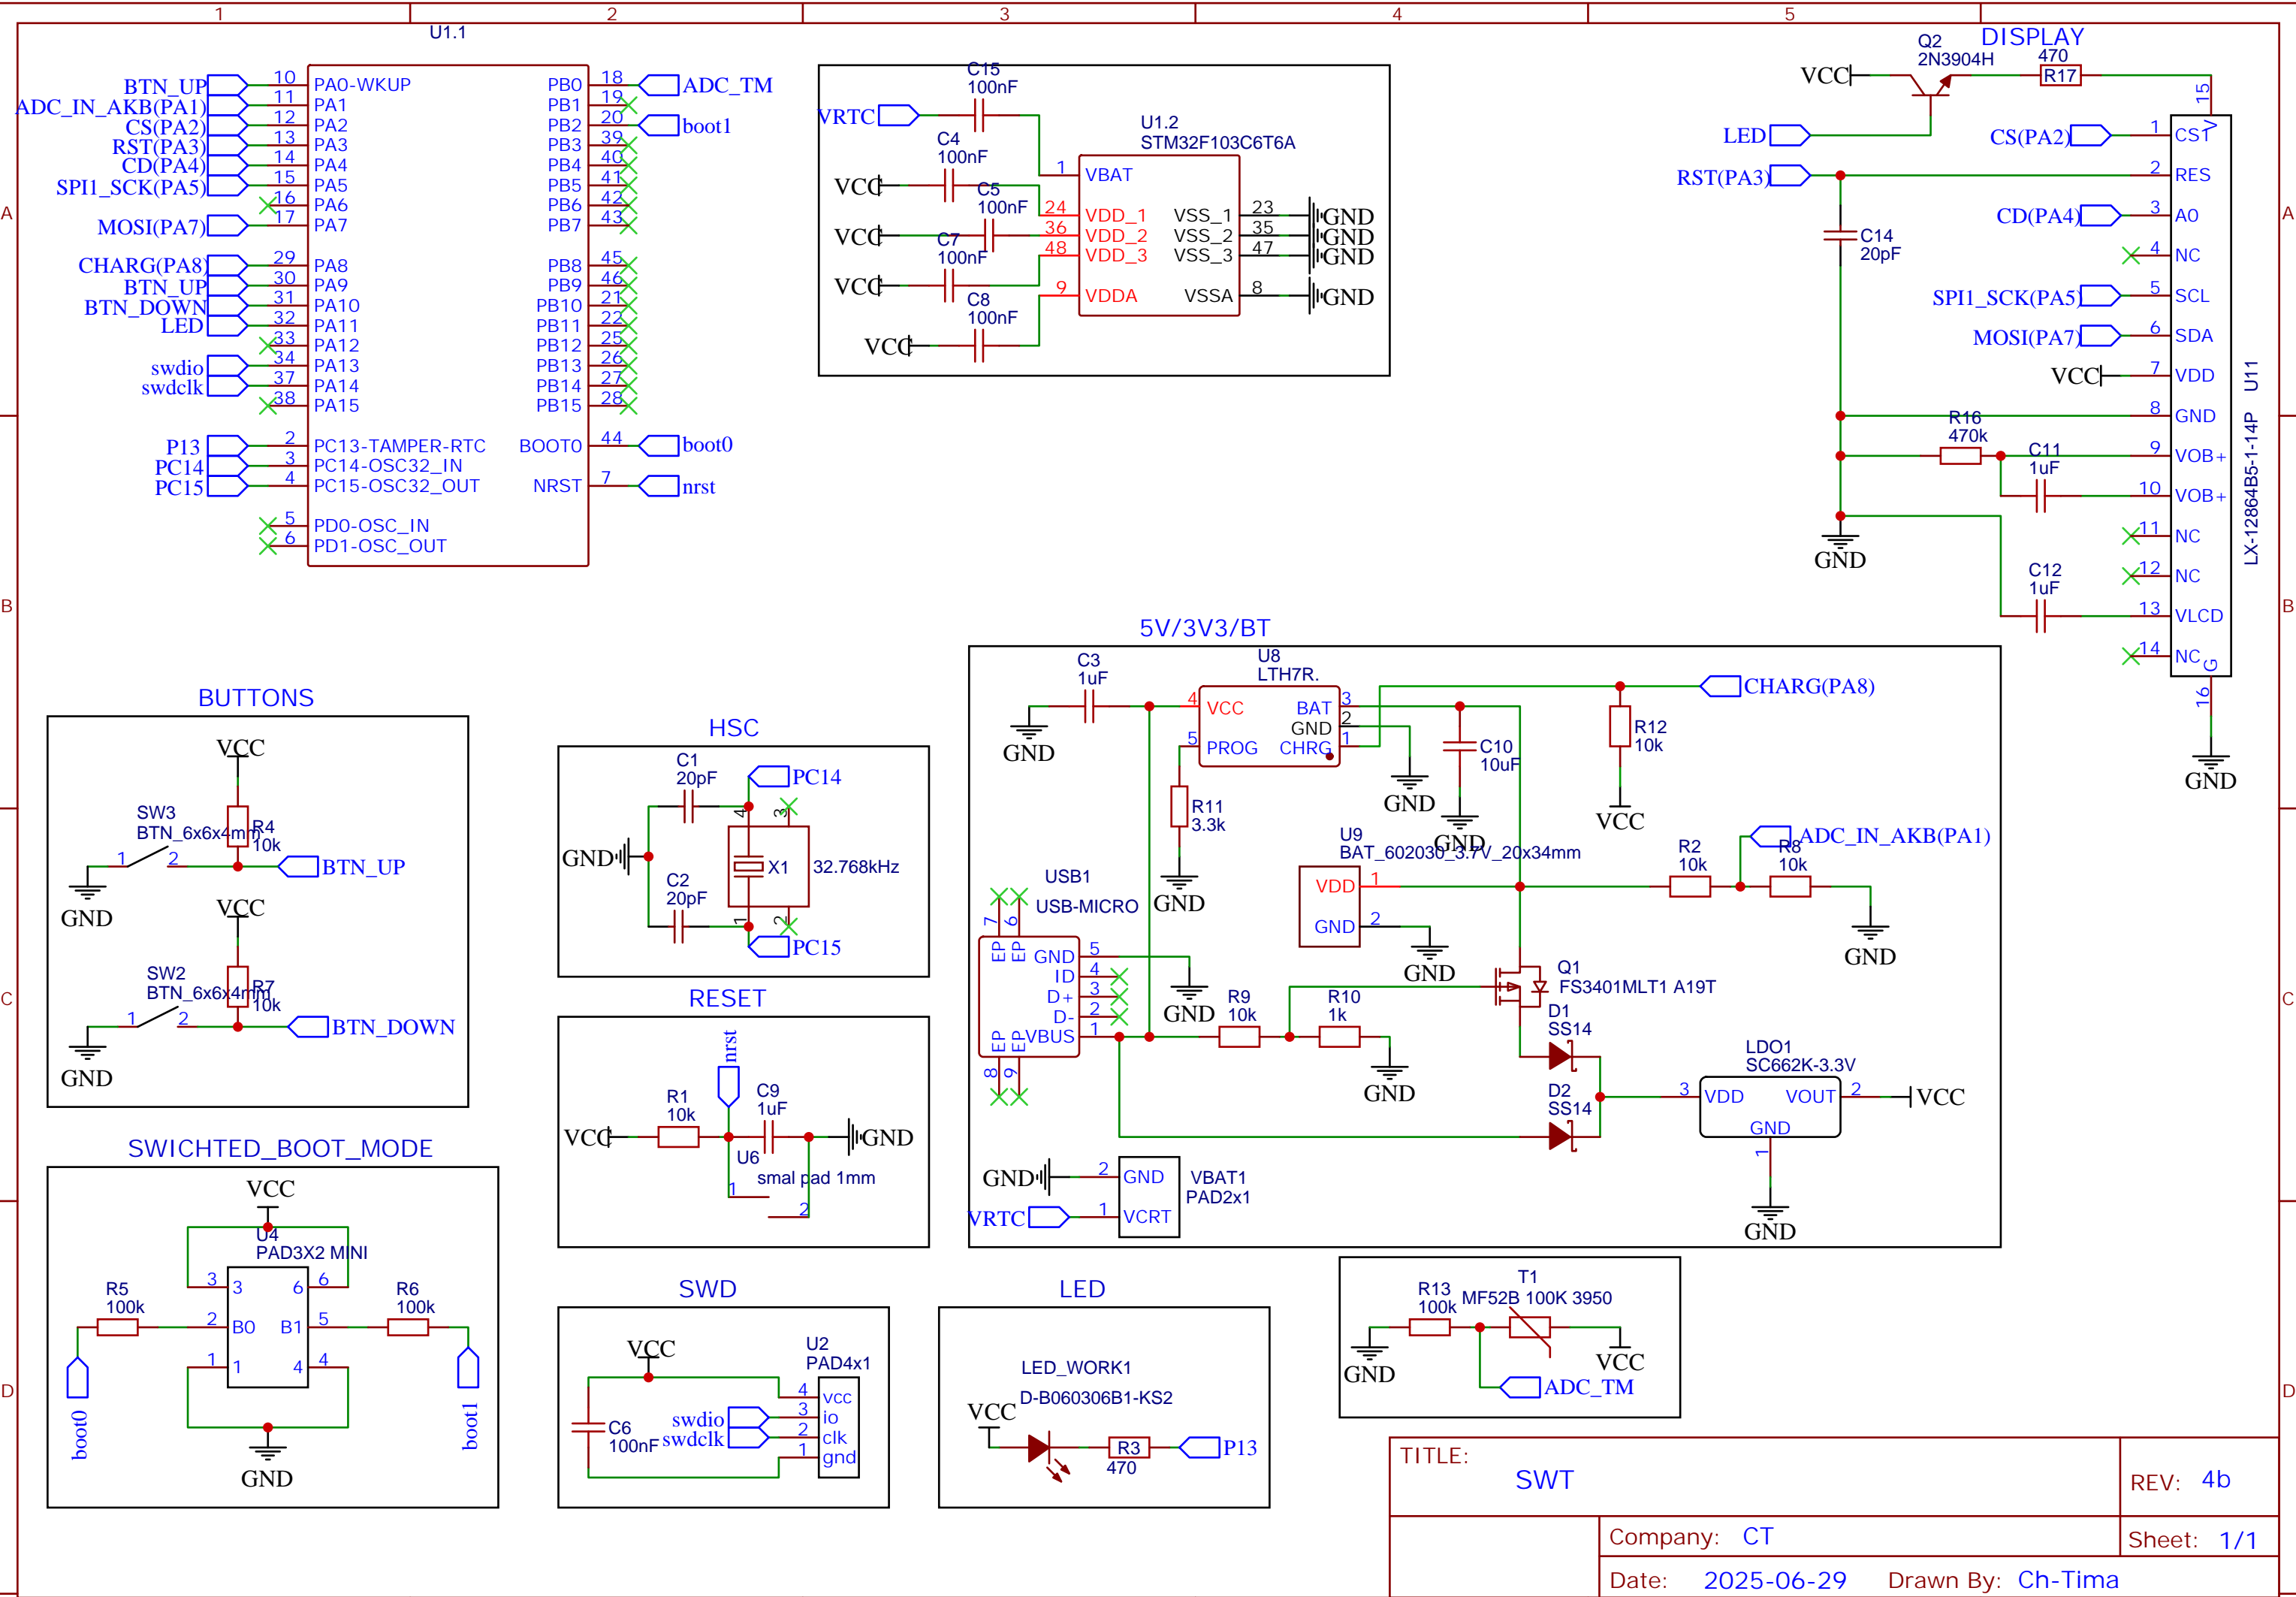 1 2 3 4 5
A
B
C
D
A
B
C
D
U1.1
BTN_UP 10 PA0-WKUP
ADC_IN_AKB(PA1) 11 PA1
CS(PA2) 12 PA2
RST(PA3) 13 PA3
CD(PA4) 14 PA4
SPI1_SCK(PA5) 15 PA5
16 PA6
MOSI(PA7) 17 PA7
CHARG(PA8) 29 PA8
BTN_UP 30 PA9
BTN_DOWN 31 PA10
LED 32 PA11
33 PA12
swdio 34 PA13
swdclk 37 PA14
38 PA15
P13 2 PC13-TAMPER-RTC
PC14 3 PC14-OSC32_IN
PC15 4 PC15-OSC32_OUT
5 PD0-OSC_IN
6 PD1-OSC_OUT
PB0 18 ADC_TM
PB1 19
PB2 20 boot1
PB3 39
PB4 40
PB5 41
PB6 42
PB7 43
PB8 45
PB9 46
PB10 21
PB11 22
PB12 25
PB13 26
PB14 27
PB15 28
BOOT0 44 boot0
NRST 7 nrst
C15
100nF
VRTC
C4
100nF
VCC
C5
100nF
VCC
C7
100nF
VCC
C8
100nF
VCC
U1.2
STM32F103C6T6A
1 VBAT
24 VDD_1 VSS_1 23 GND
36 VDD_2 VSS_2 35 GND
48 VDD_3 VSS_3 47 GND
9 VDDA VSSA 8 GND
DISPLAY
Q2
2N3904H
470
R17
VCC
LED
15 V
CS(PA2) 1 CST
RST(PA3) 2 RES
CD(PA4) 3 A0
4 NC
SPI1_SCK(PA5) 5 SCL
MOSI(PA7) 6 SDA
VCC 7 VDD
8 GND
9 VOB+
10 VOB+
11 NC
12 NC
13 VLCD
14 NC
16 G
GND
C14
20pF
R16
470k
C11
1uF
C12
1uF
GND
LX-12864B5-1-14P U11
BUTTONS
VCC
SW3
BTN_6x6x4mm
R4
10k
1 2
BTN_UP
GND
VCC
SW2
BTN_6x6x4mm
R7
10k
1 2
BTN_DOWN
GND
HSC
C1
20pF
PC14
4 3
GND
X1 32.768kHz
C2
20pF
1 2
PC15
RESET
nrst
R1
10k
C9
1uF
VCC
GND
U6
smal pad 1mm
1
2
5V/3V3/BT
C3
1uF
GND
U8
LTH7R.
4 VCC BAT 3
GND 2
5 PROG CHRG 1
CHARG(PA8)
R12
10k
VCC
C10
10uF
GND
GND
R11
3.3k
GND
U9
BAT_602030_3.7V_20x34mm
VDD 1
GND 2
GND
R2
10k
R8
10k
ADC_IN_AKB(PA1)
GND
USB1
USB-MICRO
7 6
EP EP
GND 5
ID 4
D+ 3
D- 2
VBUS 1
EP EP
8 9
GND
R9
10k
R10
1k
GND
Q1
FS3401MLT1 A19T
D1
SS14
D2
SS14
LDO1
SC662K-3.3V
3 VDD VOUT 2 VCC
GND
1
GND
GND 2 GND
VRTC 1 VCRT
VBAT1
PAD2x1
SWICHTED_BOOT_MODE
VCC
U4
PAD3X2 MINI
3 3 6 6
2 B0 B1 5
1 1 4 4
R5
100k
R6
100k
boot0
boot1
GND
SWD
VCC
U2
PAD4x1
4 vcc
swdio 3 io
swdclk 2 clk
1 gnd
C6
100nF
LED
LED_WORK1
D-B060306B1-KS2
VCC
R3
470
P13
R13
100k
T1
MF52B 100K 3950
GND
VCC
ADC_TM
TITLE:
SWT
REV: 4b
Company: CT
Sheet: 1/1
Date: 2025-06-29 Drawn By: Ch-Tima